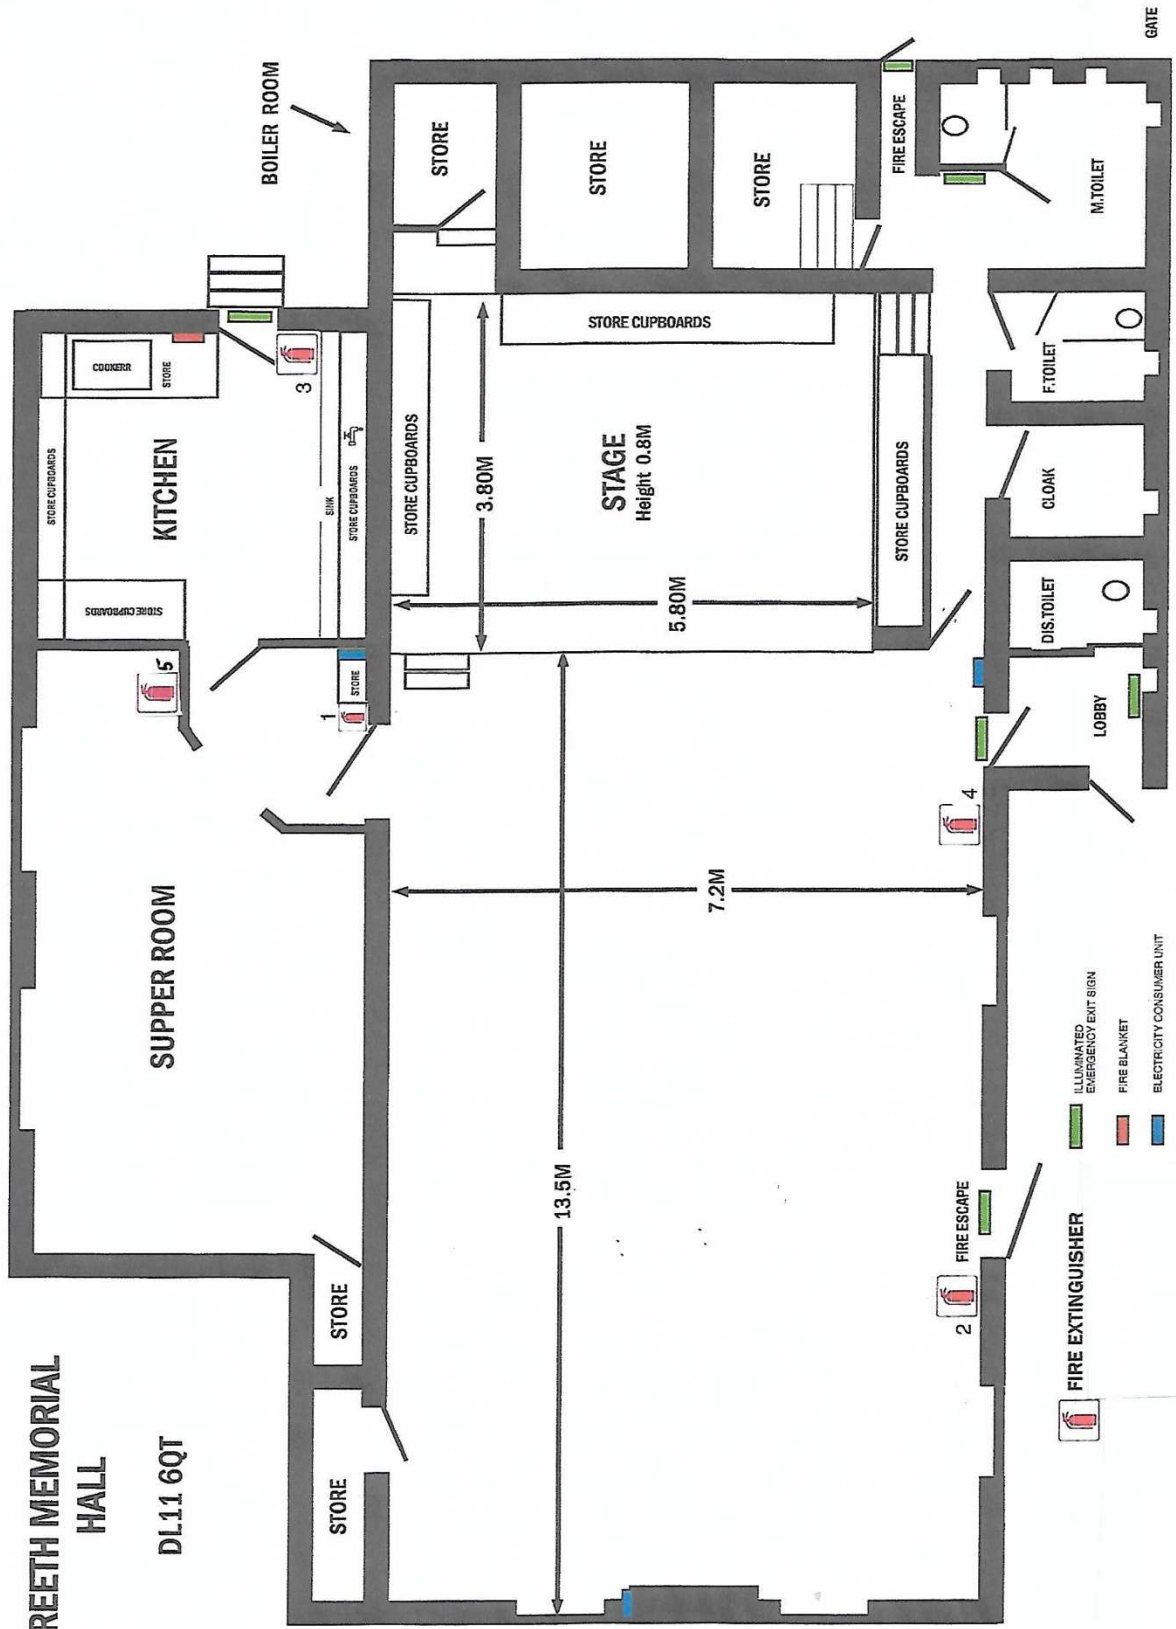 REETH MEMORIAL
HALL
DL11 6QT
BOILER ROOM
GATE
STORE
STORE
STORE
FIRE ESCAPE
M.TOILET
COOKERR
STORE
STORE CUPBOARDS
KITCHEN
3
SINK
STORE CUPBOARDS
STORE CUPBOARDS
STORE CUPBOARDS
STORE CUPBOARDS
3.80M
STAGE
Height 0.8M
5.80M
STORE CUPBOARDS
F.TOILET
CLOAK
DIS.TOILET
LOBBY
5
STORE
1
4
SUPPER ROOM
7.2M
13.5M
STORE
STORE
FIRE ESCAPE
2
FIRE EXTINGUISHER
ILLUMINATED
EMERGENCY EXIT SIGN
FIRE BLANKET
ELECTRICITY CONSUMER UNIT